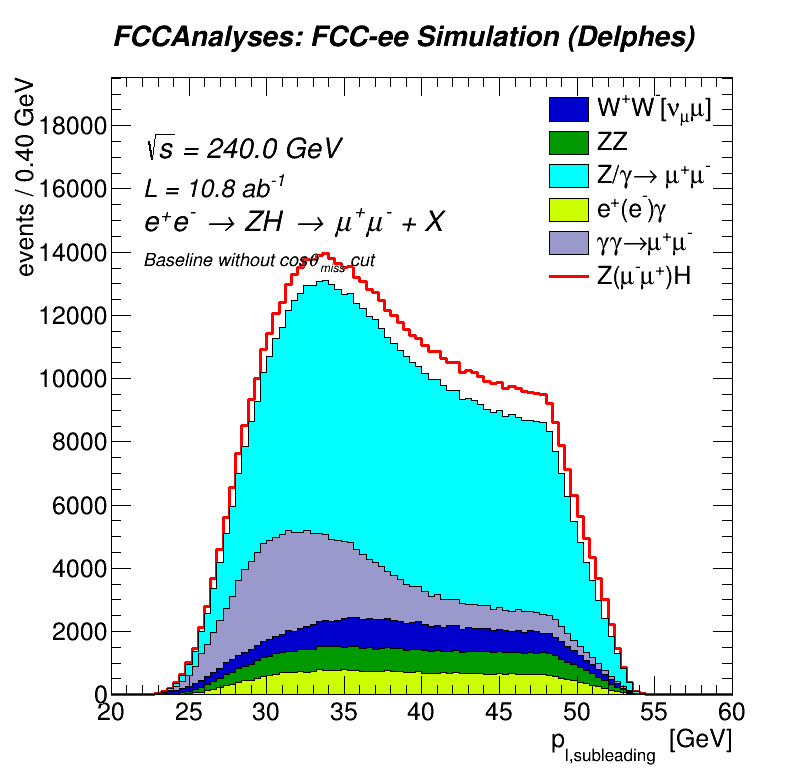 FCCAnalyses: FCC-ee Simulation (Delphes)
events / 0.40 GeV
√s = 240.0 GeV
L = 10.8 ab⁻¹
e⁺e⁻ → ZH → μ⁺μ⁻ + X
Baseline without cosθ_miss cut
W⁺W⁻[ν_μμ]
ZZ
Z/γ→ μ⁺μ⁻
e⁺(e⁻)γ
γγ→μ⁺μ⁻
Z(μ⁻μ⁺)H
18000
16000
14000
12000
10000
8000
6000
4000
2000
0
20 25 30 35 40 45 50 55 60
p_l,subleading [GeV]